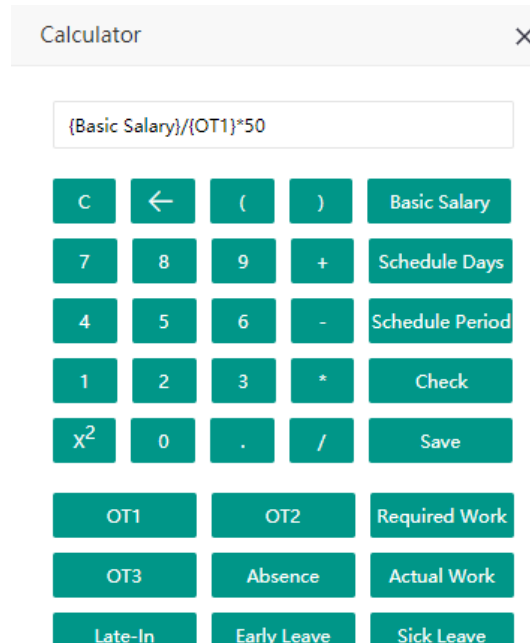 Calculator
{Basic Salary}/{OT1}*50
C ( ) Basic Salary
7 8 9 + Schedule Days
4 5 6 - Schedule Period
1 2 3 * Check
X² 0 . / Save
OT1 OT2 Required Work
OT3 Absence Actual Work
Late-In Early Leave Sick Leave